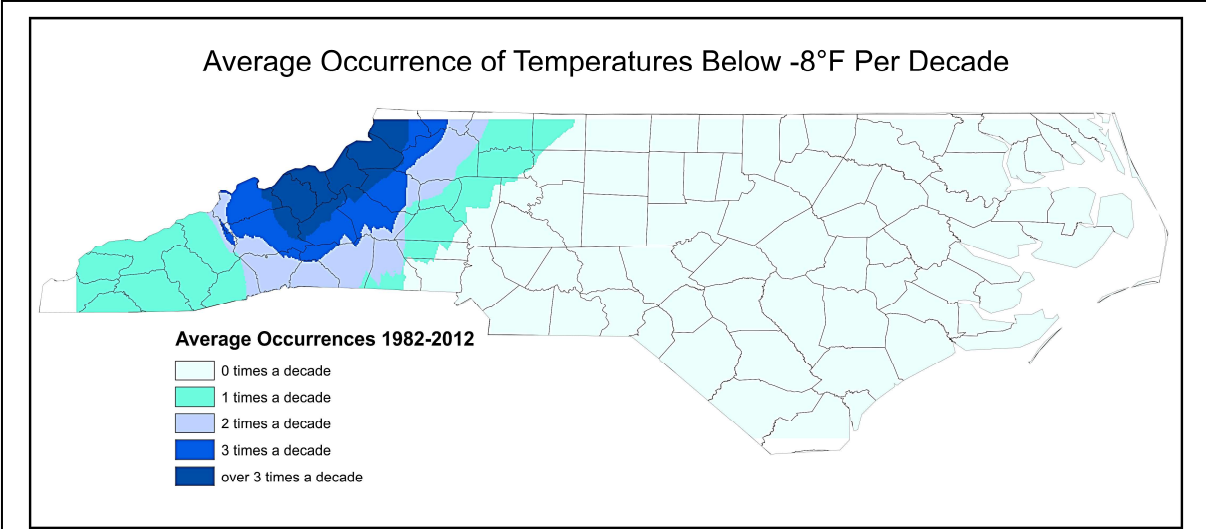 Average Occurrence of Temperatures Below -8°F Per Decade
Average Occurrences 1982-2012
0 times a decade
1 times a decade
2 times a decade
3 times a decade
over 3 times a decade